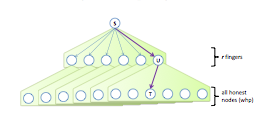 S
U
r fingers
T
all honest
nodes (whp)